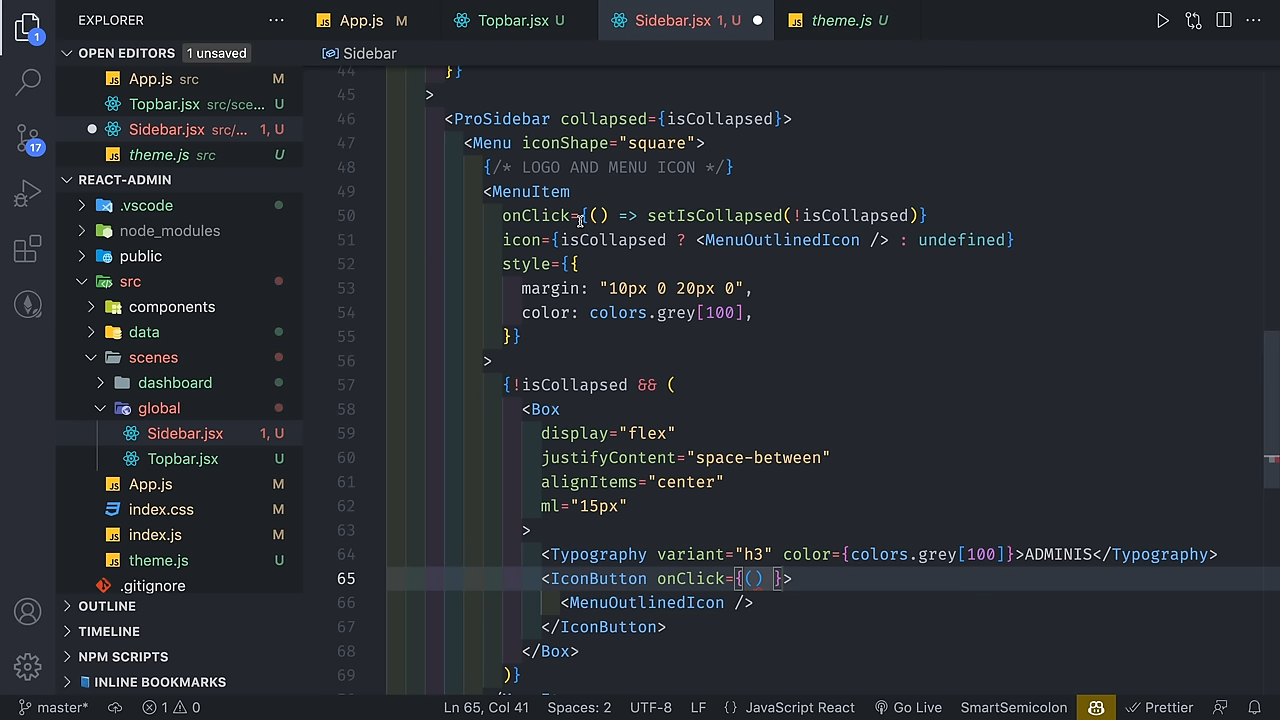 EXPLORER
App.js M
Topbar.jsx U
Sidebar.jsx 1, U
theme.js U
OPEN EDITORS 1 unsaved
App.js src M
Topbar.jsx src/sce... U
Sidebar.jsx src/... 1, U
theme.js src U
REACT-ADMIN
.vscode
node_modules
public
src
components
data
scenes
dashboard
global
Sidebar.jsx 1, U
Topbar.jsx U
App.js M
index.css M
index.js M
theme.js U
.gitignore
OUTLINE
TIMELINE
NPM SCRIPTS
INLINE BOOKMARKS
1
17
Sidebar
44 }}
45 >
46 <ProSidebar collapsed={isCollapsed}>
47 <Menu iconShape="square">
48 {/* LOGO AND MENU ICON */}
49 <MenuItem
50 onClick={() => setIsCollapsed(!isCollapsed)}
51 icon={isCollapsed ? <MenuOutlinedIcon /> : undefined}
52 style={{
53 margin: "10px 0 20px 0",
54 color: colors.grey[100],
55 }}
56 >
57 {!isCollapsed && (
58 <Box
59 display="flex"
60 justifyContent="space-between"
61 alignItems="center"
62 ml="15px"
63 >
64 <Typography variant="h3" color={colors.grey[100]}>ADMINIS</Typography>
65 <IconButton onClick={() }>
66 <MenuOutlinedIcon />
67 </IconButton>
68 </Box>
69 )}
master* 1 0 Ln 65, Col 41 Spaces: 2 UTF-8 LF {} JavaScript React Go Live SmartSemicolon Prettier